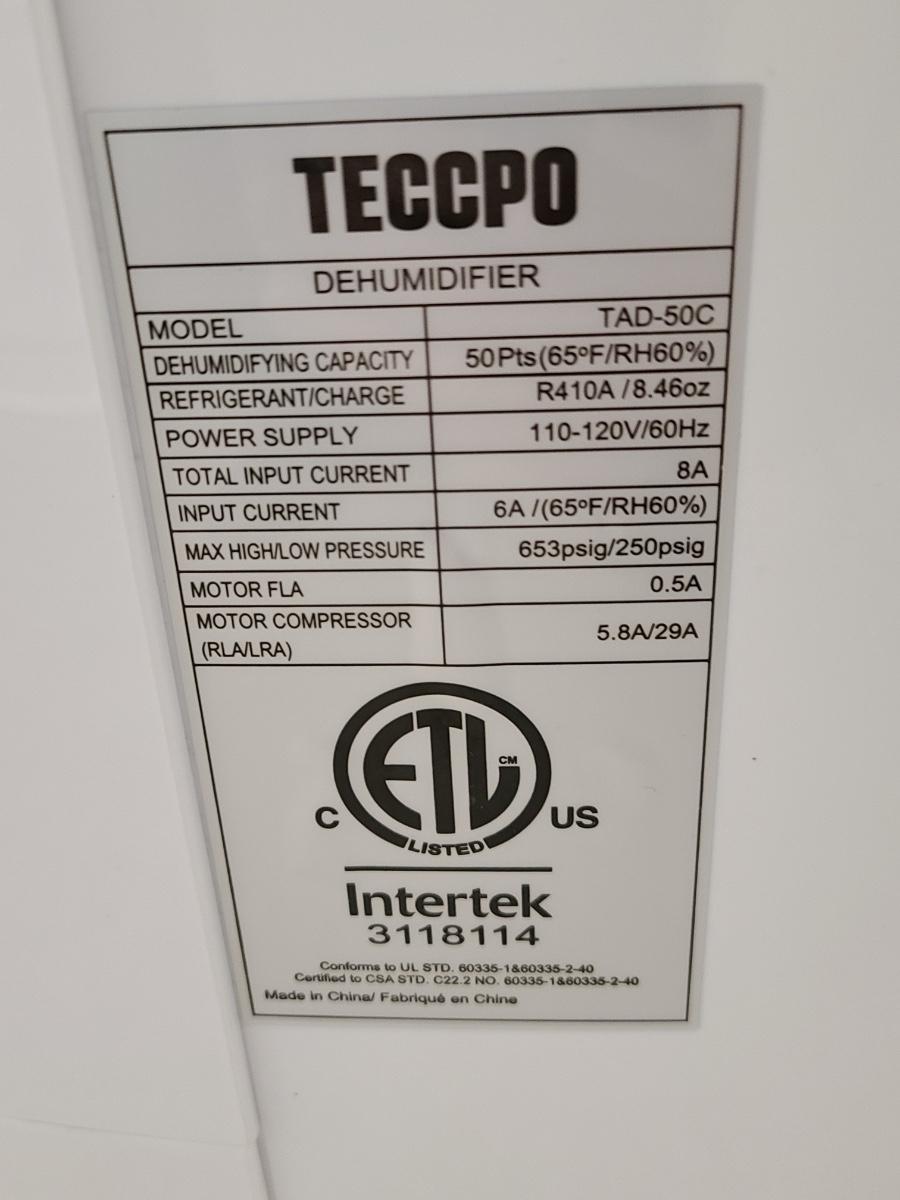 TECCPO
DEHUMIDIFIER
MODEL TAD-50C
DEHUMIDIFYING CAPACITY 50Pts(65ºF/RH60%)
REFRIGERANT/CHARGE R410A /8.46oz
POWER SUPPLY 110-120V/60Hz
TOTAL INPUT CURRENT 8A
INPUT CURRENT 6A /(65ºF/RH60%)
MAX HIGH/LOW PRESSURE 653psig/250psig
MOTOR FLA 0.5A
MOTOR COMPRESSOR 5.8A/29A
(RLA/LRA)
ETL CM
C US
LISTED
Intertek
3118114
Conforms to UL STD. 60335-1&60335-2-40
Certified to CSA STD. C22.2 NO. 60335-1&60335-2-40
Made in China/ Fabriqué en Chine